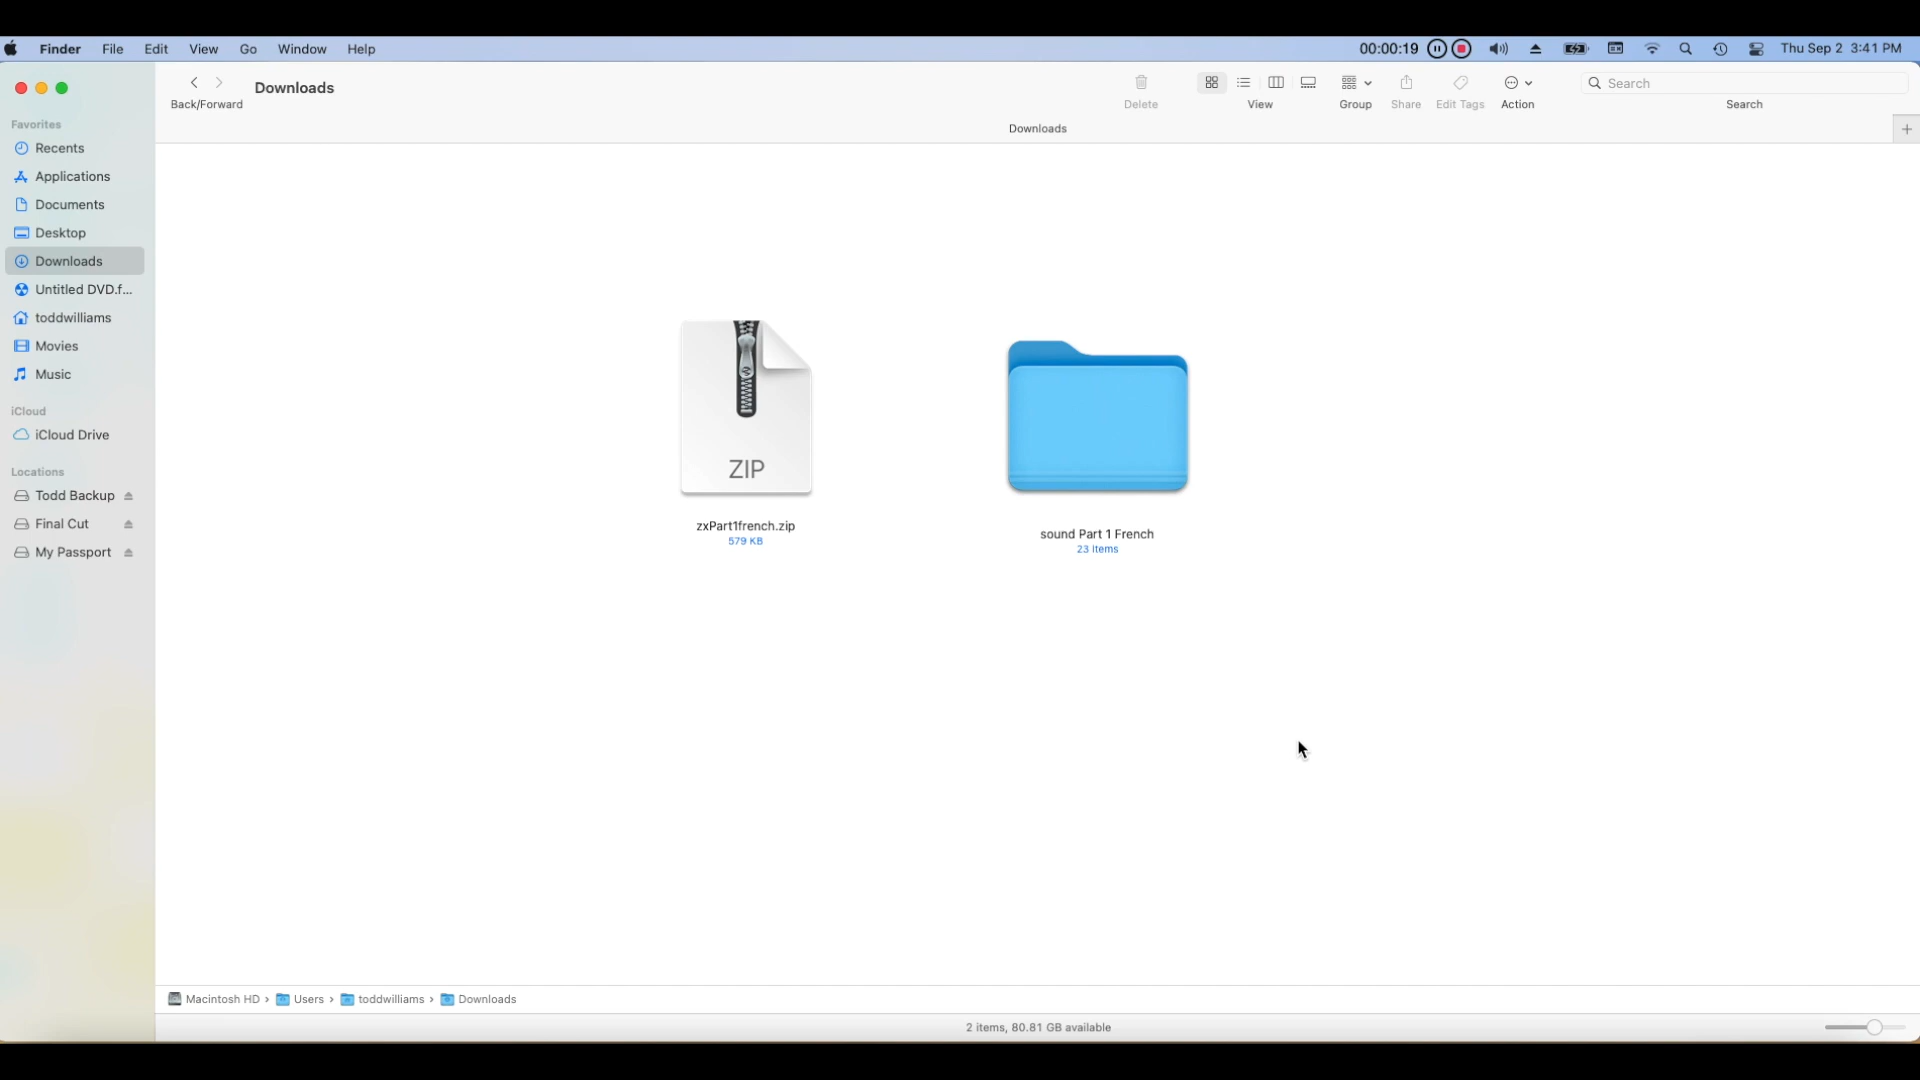 Finder File Edit View Go Window Help 00:00:19 Thu Sep 2 3:41 PM
Back/Forward
Downloads
Delete
View
Group
Share
Edit Tags
Action
Search
Search
Downloads
Favorites
Recents
Applications
Documents
Desktop
Downloads
Untitled DVD.f...
toddwilliams
Movies
Music
iCloud
iCloud Drive
Locations
Todd Backup
Final Cut
My Passport
ZIP
zxPart1french.zip
579 KB
sound Part 1 French
23 items
Macintosh HD › Users › toddwilliams › Downloads
2 items, 80.81 GB available